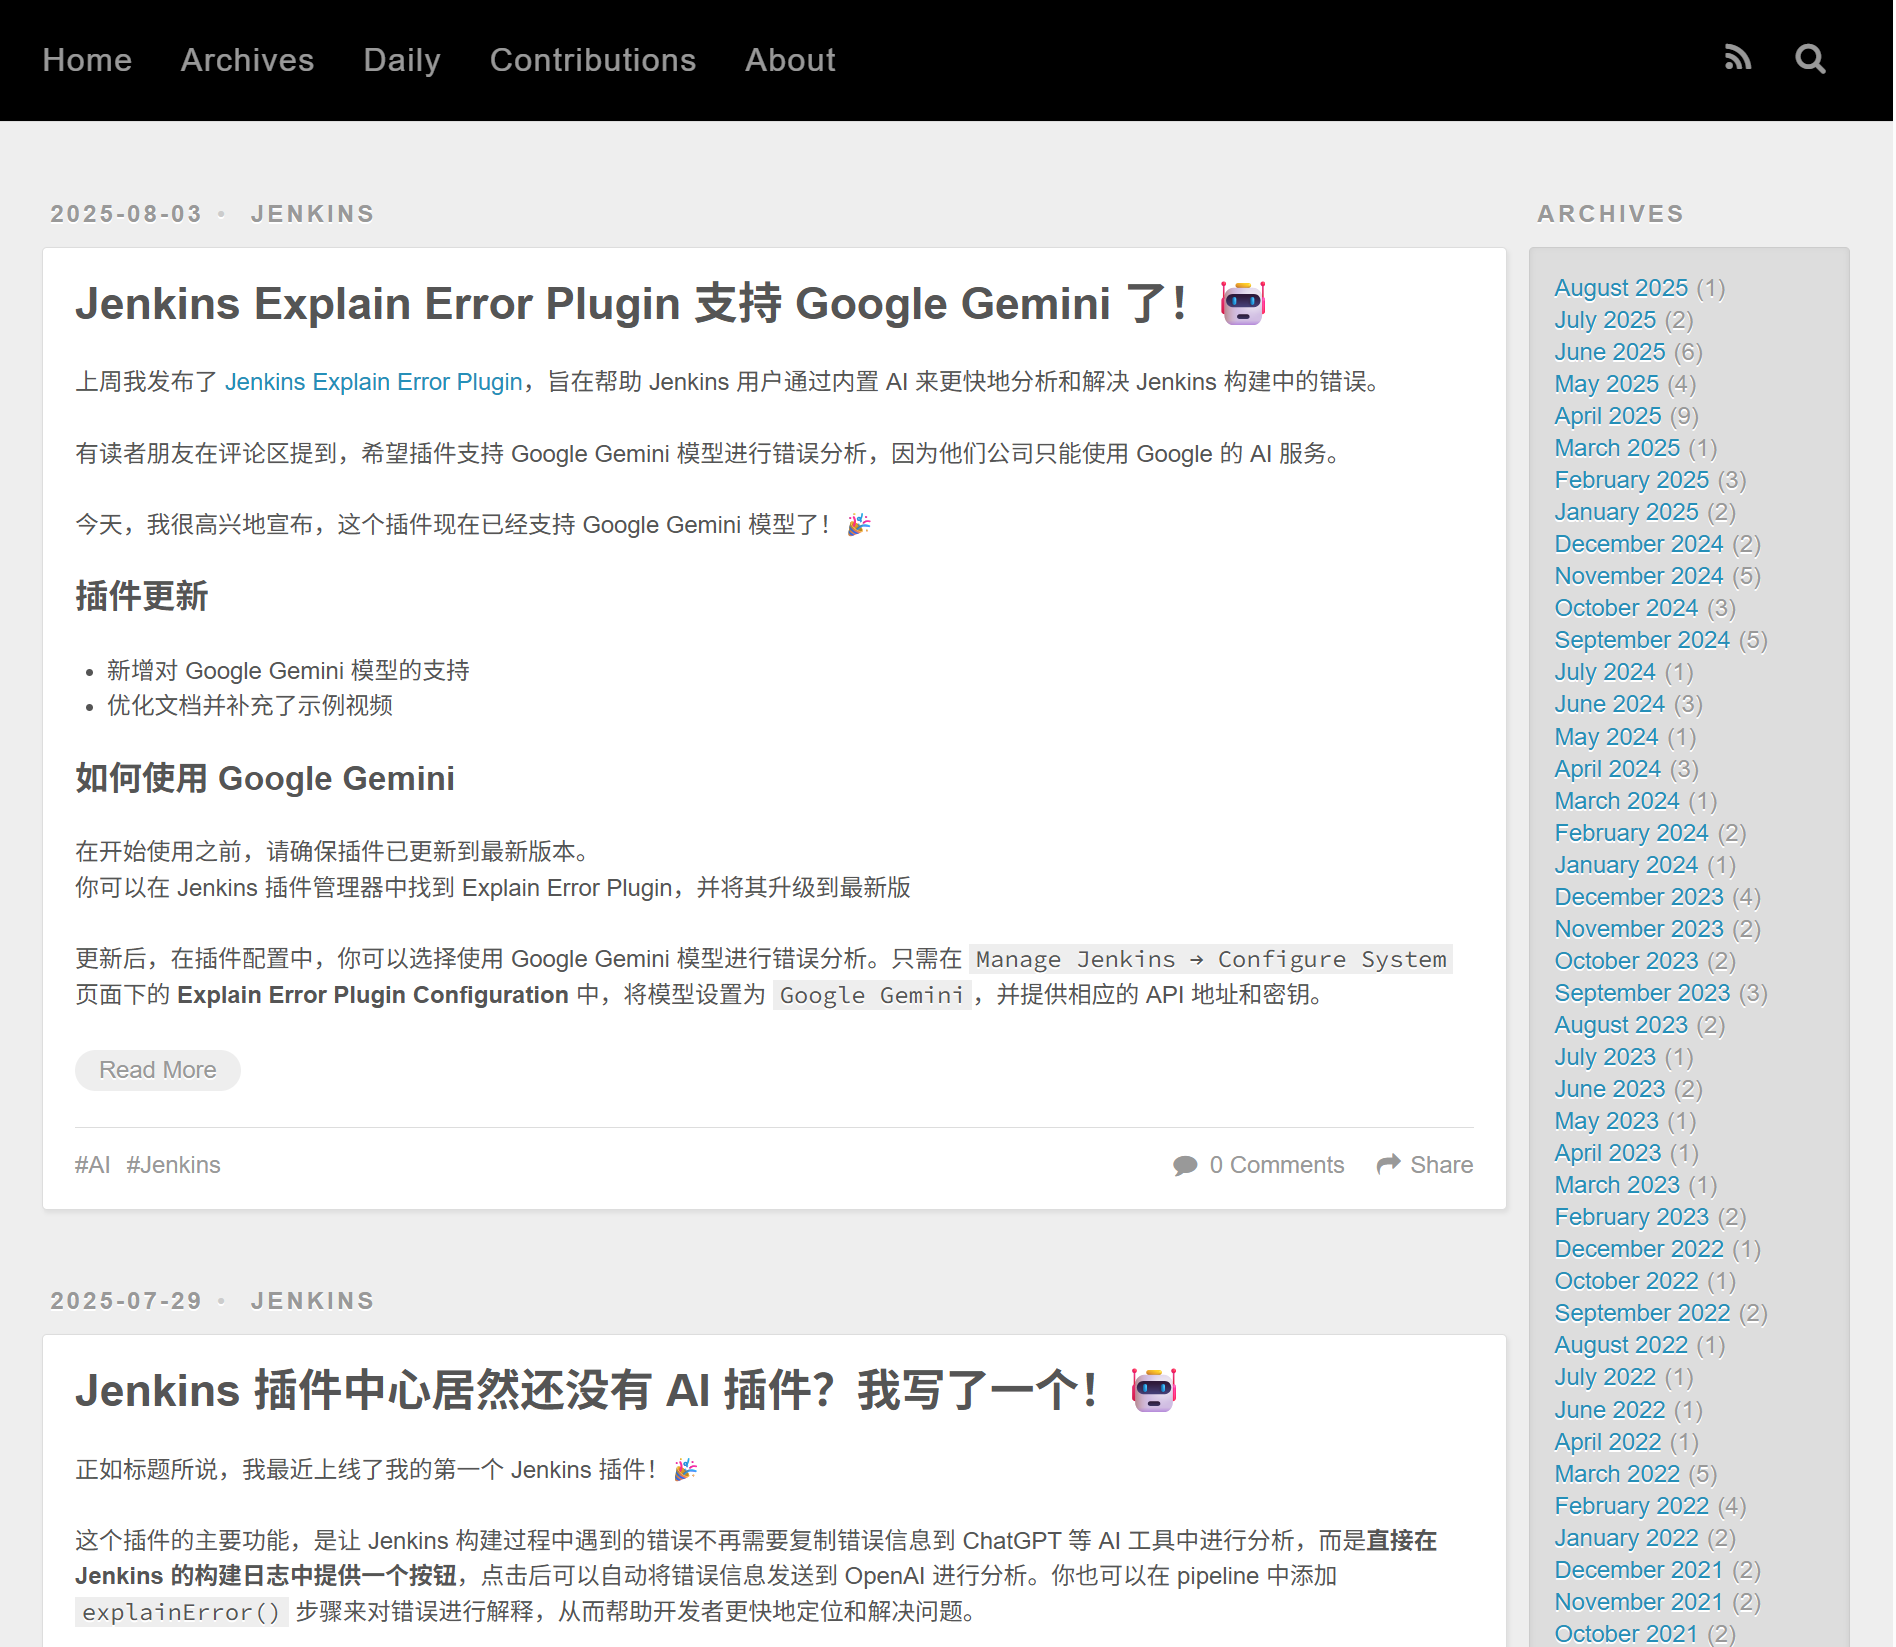 Home Archives Daily Contributions About
2025-08-03 • JENKINS
Jenkins Explain Error Plugin 支持 Google Gemini 了！🤖
上周我发布了 Jenkins Explain Error Plugin，旨在帮助 Jenkins 用户通过内置 AI 来更快地分析和解决 Jenkins 构建中的错误。
有读者朋友在评论区提到，希望插件支持 Google Gemini 模型进行错误分析，因为他们公司只能使用 Google 的 AI 服务。
今天，我很高兴地宣布，这个插件现在已经支持 Google Gemini 模型了！🎉
插件更新
• 新增对 Google Gemini 模型的支持
• 优化文档并补充了示例视频
如何使用 Google Gemini
在开始使用之前，请确保插件已更新到最新版本。
你可以在 Jenkins 插件管理器中找到 Explain Error Plugin，并将其升级到最新版
更新后，在插件配置中，你可以选择使用 Google Gemini 模型进行错误分析。只需在 Manage Jenkins → Configure System
页面下的 Explain Error Plugin Configuration 中，将模型设置为 Google Gemini，并提供相应的 API 地址和密钥。
Read More
#AI #Jenkins
0 Comments Share
2025-07-29 • JENKINS
Jenkins 插件中心居然还没有 AI 插件？我写了一个！🤖
正如标题所说，我最近上线了我的第一个 Jenkins 插件！🎉
这个插件的主要功能，是让 Jenkins 构建过程中遇到的错误不再需要复制错误信息到 ChatGPT 等 AI 工具中进行分析，而是直接在
Jenkins 的构建日志中提供一个按钮，点击后可以自动将错误信息发送到 OpenAI 进行分析。你也可以在 pipeline 中添加
explainError() 步骤来对错误进行解释，从而帮助开发者更快地定位和解决问题。
ARCHIVES
August 2025 (1)
July 2025 (2)
June 2025 (6)
May 2025 (4)
April 2025 (9)
March 2025 (1)
February 2025 (3)
January 2025 (2)
December 2024 (2)
November 2024 (5)
October 2024 (3)
September 2024 (5)
July 2024 (1)
June 2024 (3)
May 2024 (1)
April 2024 (3)
March 2024 (1)
February 2024 (2)
January 2024 (1)
December 2023 (4)
November 2023 (2)
October 2023 (2)
September 2023 (3)
August 2023 (2)
July 2023 (1)
June 2023 (2)
May 2023 (1)
April 2023 (1)
March 2023 (1)
February 2023 (2)
December 2022 (1)
October 2022 (1)
September 2022 (2)
August 2022 (1)
July 2022 (1)
June 2022 (1)
April 2022 (1)
March 2022 (5)
February 2022 (4)
January 2022 (2)
December 2021 (2)
November 2021 (2)
October 2021 (2)